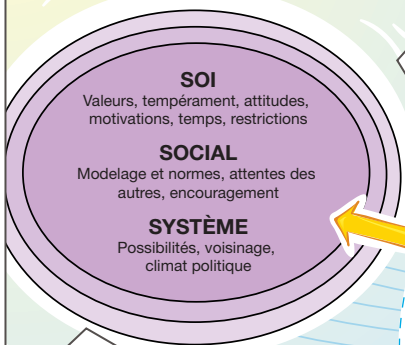 SOI
Valeurs, tempérament, attitudes,
motivations, temps, restrictions
SOCIAL
Modelage et normes, attentes des
autres, encouragement
SYSTÈME
Possibilités, voisinage,
climat politique